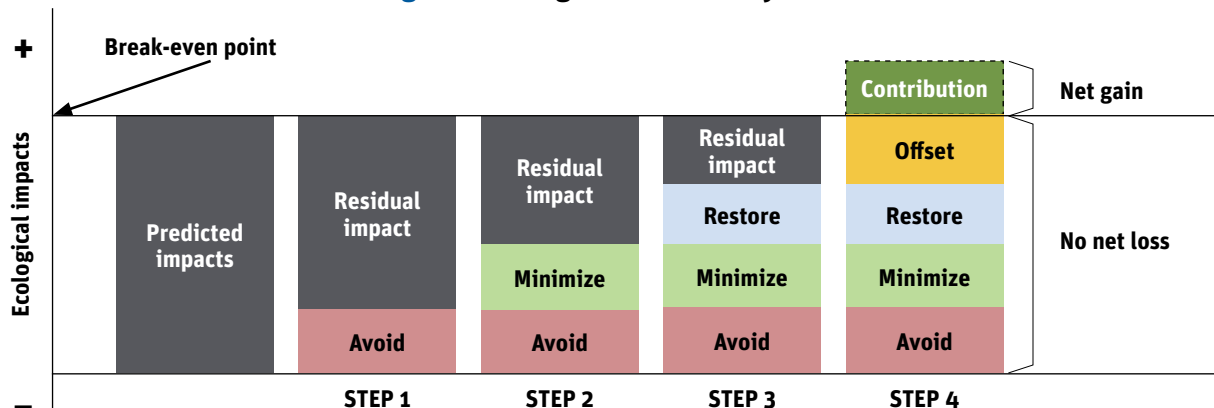 +
Break-even point
Contribution
Net gain
Ecological impacts
Predicted
impacts
Residual
impact
Avoid
Residual
impact
Minimize
Avoid
Residual
impact
Restore
Minimize
Avoid
Offset
Restore
Minimize
Avoid
No net loss
STEP 1
STEP 2
STEP 3
STEP 4